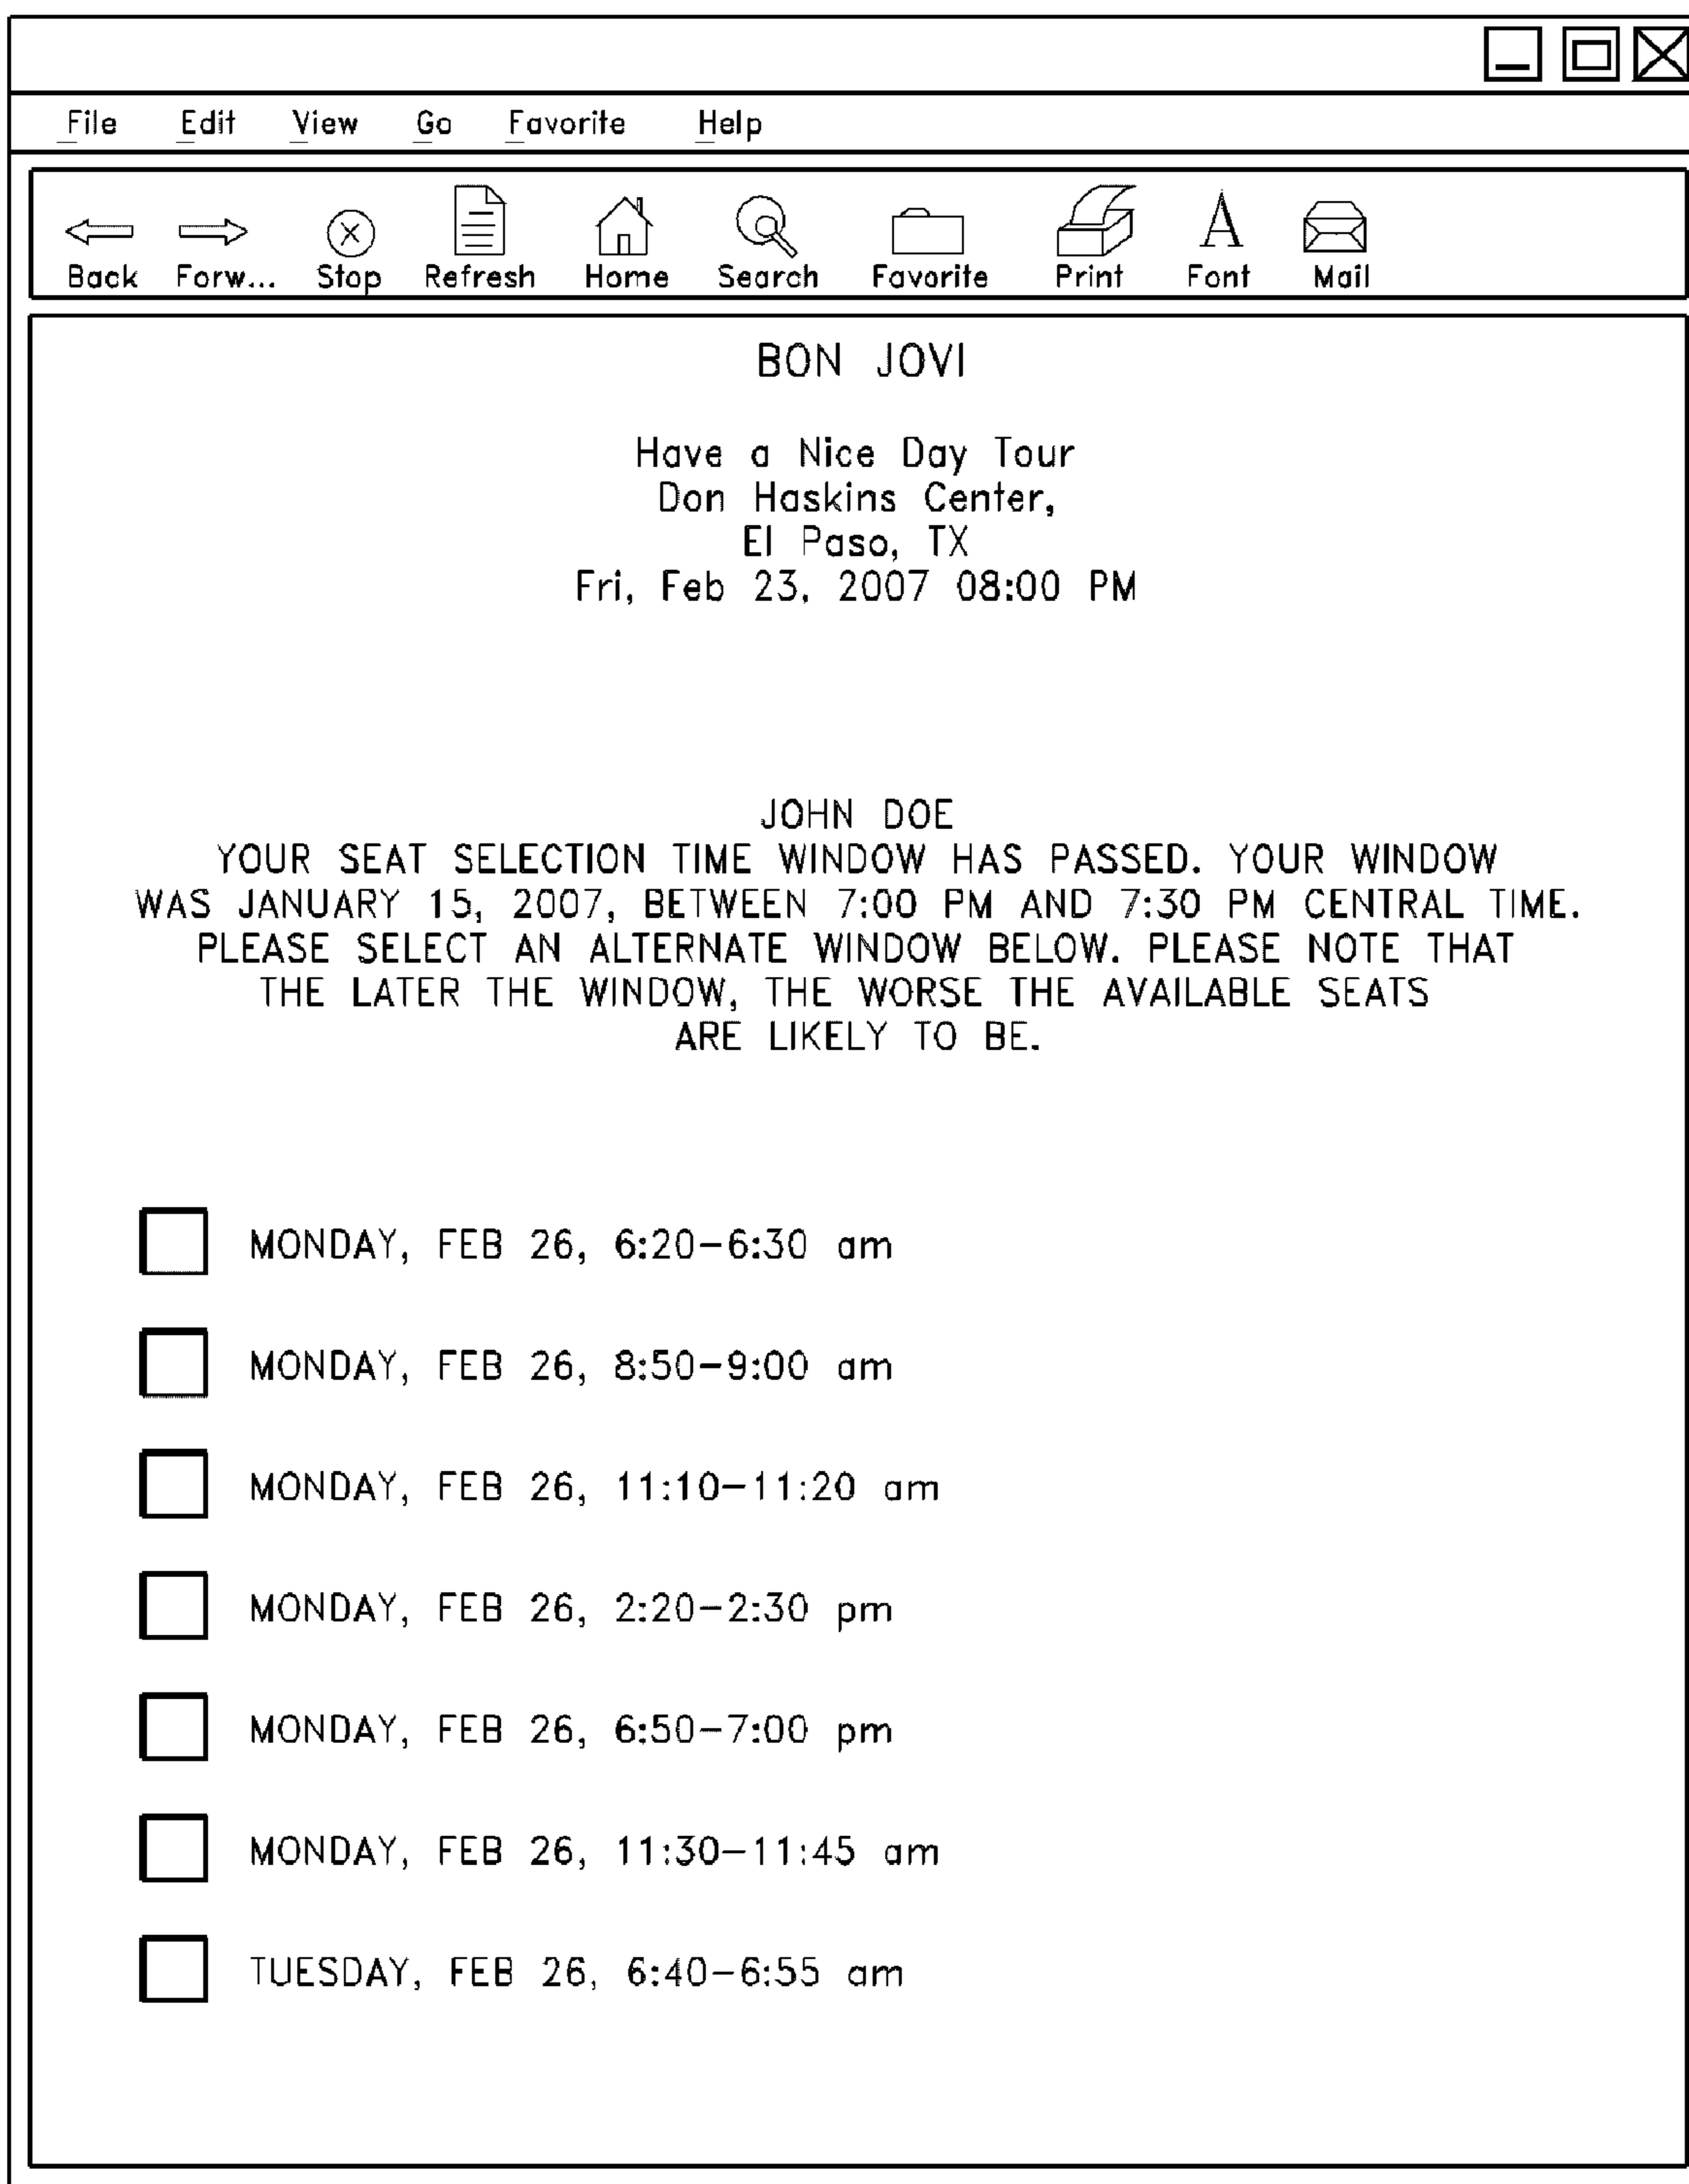 File Edit View Go Favorite Help
Back Forw... Stop Refresh Home Search Favorite Print Font Mail
BON JOVI
Have a Nice Day Tour
Don Haskins Center,
El Paso, TX
Fri, Feb 23, 2007 08:00 PM
JOHN DOE
YOUR SEAT SELECTION TIME WINDOW HAS PASSED. YOUR WINDOW
WAS JANUARY 15, 2007, BETWEEN 7:00 PM AND 7:30 PM CENTRAL TIME.
PLEASE SELECT AN ALTERNATE WINDOW BELOW. PLEASE NOTE THAT
THE LATER THE WINDOW, THE WORSE THE AVAILABLE SEATS
ARE LIKELY TO BE.
MONDAY, FEB 26, 6:20-6:30 am
MONDAY, FEB 26, 8:50-9:00 am
MONDAY, FEB 26, 11:10-11:20 am
MONDAY, FEB 26, 2:20-2:30 pm
MONDAY, FEB 26, 6:50-7:00 pm
MONDAY, FEB 26, 11:30-11:45 am
TUESDAY, FEB 26, 6:40-6:55 am